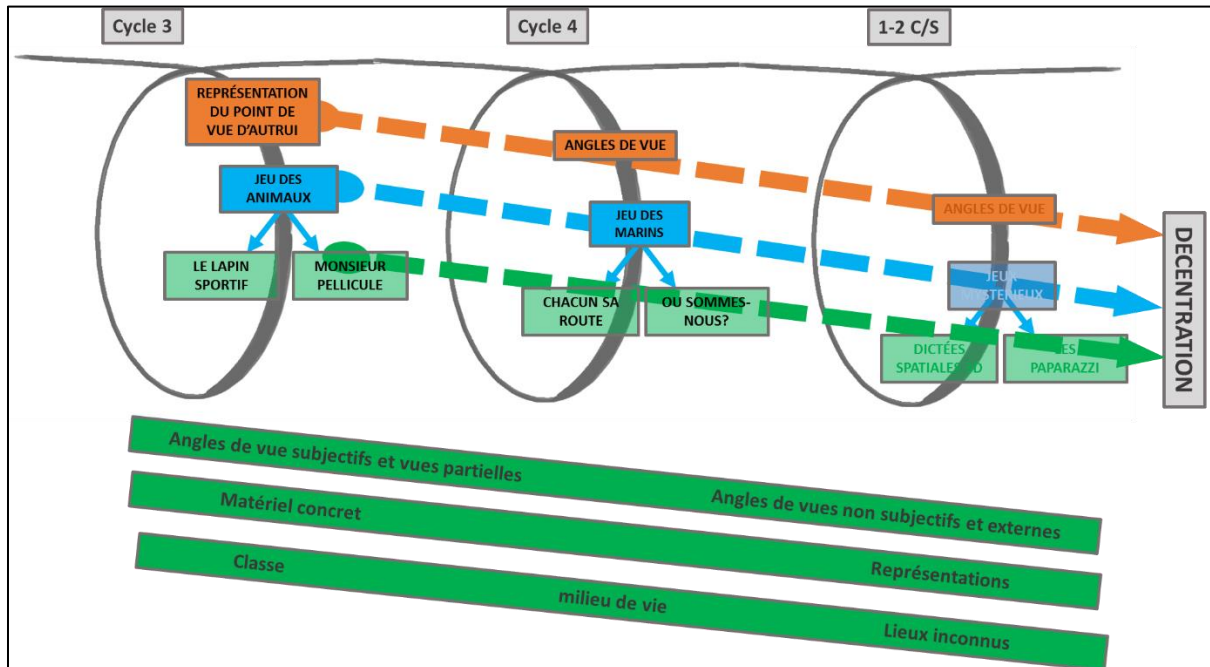 Cycle 3
Cycle 4
1-2 C/S
REPRÉSENTATION
DU POINT DE
VUE D'AUTRUI
ANGLES DE VUE
ANGLES DE VUE
JEU DES
ANIMAUX
JEU DES
MARINS
JEUX
MYSTERIEUX
LE LAPIN
SPORTIF
MONSIEUR
PELLICULE
CHACUN SA
ROUTE
OU SOMMES-
NOUS?
DICTÉES
SPATIALES
PAPARAZZI
DECENTRATION
Angles de vue subjectifs et vues partielles
Angles de vues non subjectifs et externes
Matériel concret
Représentations
Classe
milieu de vie
Lieux inconnus